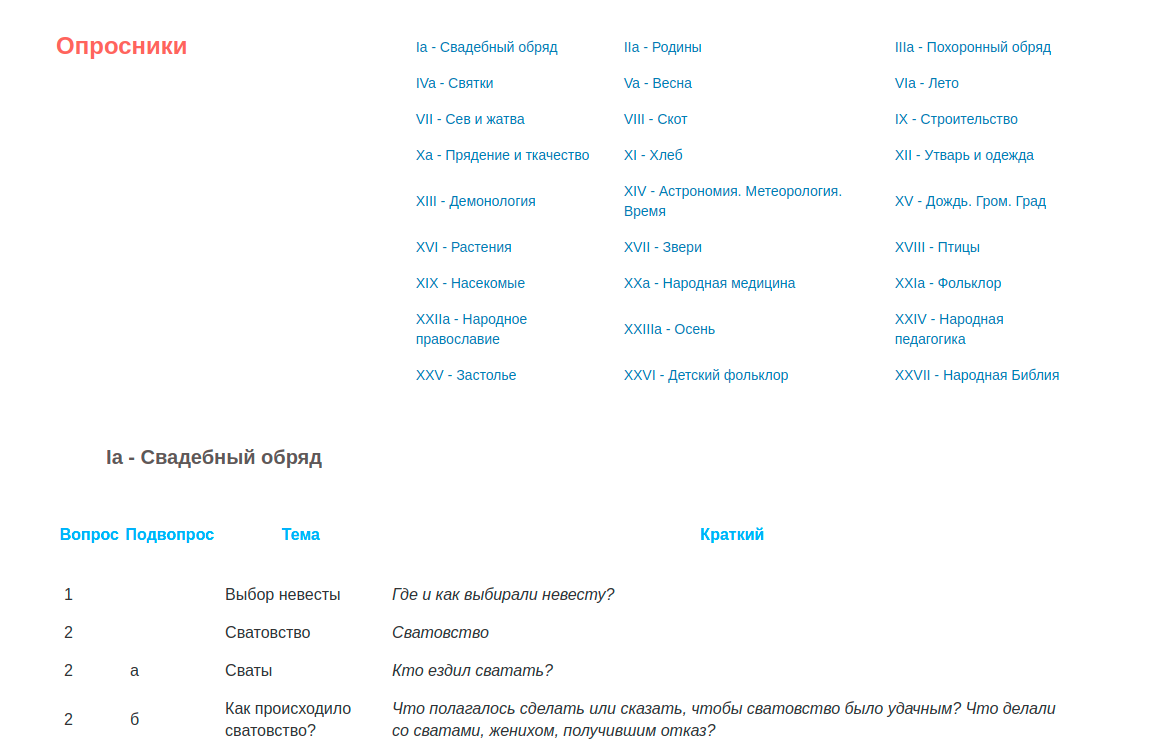 Опросники
Ia - Свадебный обряд
IIa - Родины
IIIa - Похоронный обряд
IVa - Святки
Va - Весна
VIa - Лето
VII - Сев и жатва
VIII - Скот
IX - Строительство
Xa - Прядение и ткачество
XI - Хлеб
XII - Утварь и одежда
XIII - Демонология
XIV - Астрономия. Метеорология.
Время
XV - Дождь. Гром. Град
XVI - Растения
XVII - Звери
XVIII - Птицы
XIX - Насекомые
XXa - Народная медицина
XXIa - Фольклор
XXIIa - Народное
православие
XXIIIa - Осень
XXIV - Народная
педагогика
XXV - Застолье
XXVI - Детский фольклор
XXVII - Народная Библия
Ia - Свадебный обряд
Вопрос Подвопрос Тема Краткий
1 Выбор невесты Где и как выбирали невесту?
2 Сватовство Сватовство
2 а Сваты Кто ездил сватать?
2 б Как происходило сватовство? Что полагалось сделать или сказать, чтобы сватовство было удачным? Что делали
со сватами, женихом, получившим отказ?